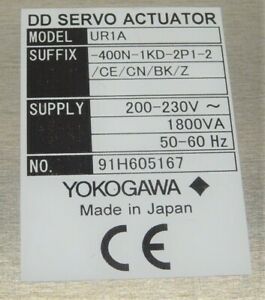 DD SERVO ACTUATOR
MODEL UR1A
SUFFIX -400N-1KD-2P1-2
/CE/CN/BK/Z
SUPPLY 200-230V ~
1800VA
50-60 Hz
NO. 91H605167
YOKOGAWA
Made in Japan
CE